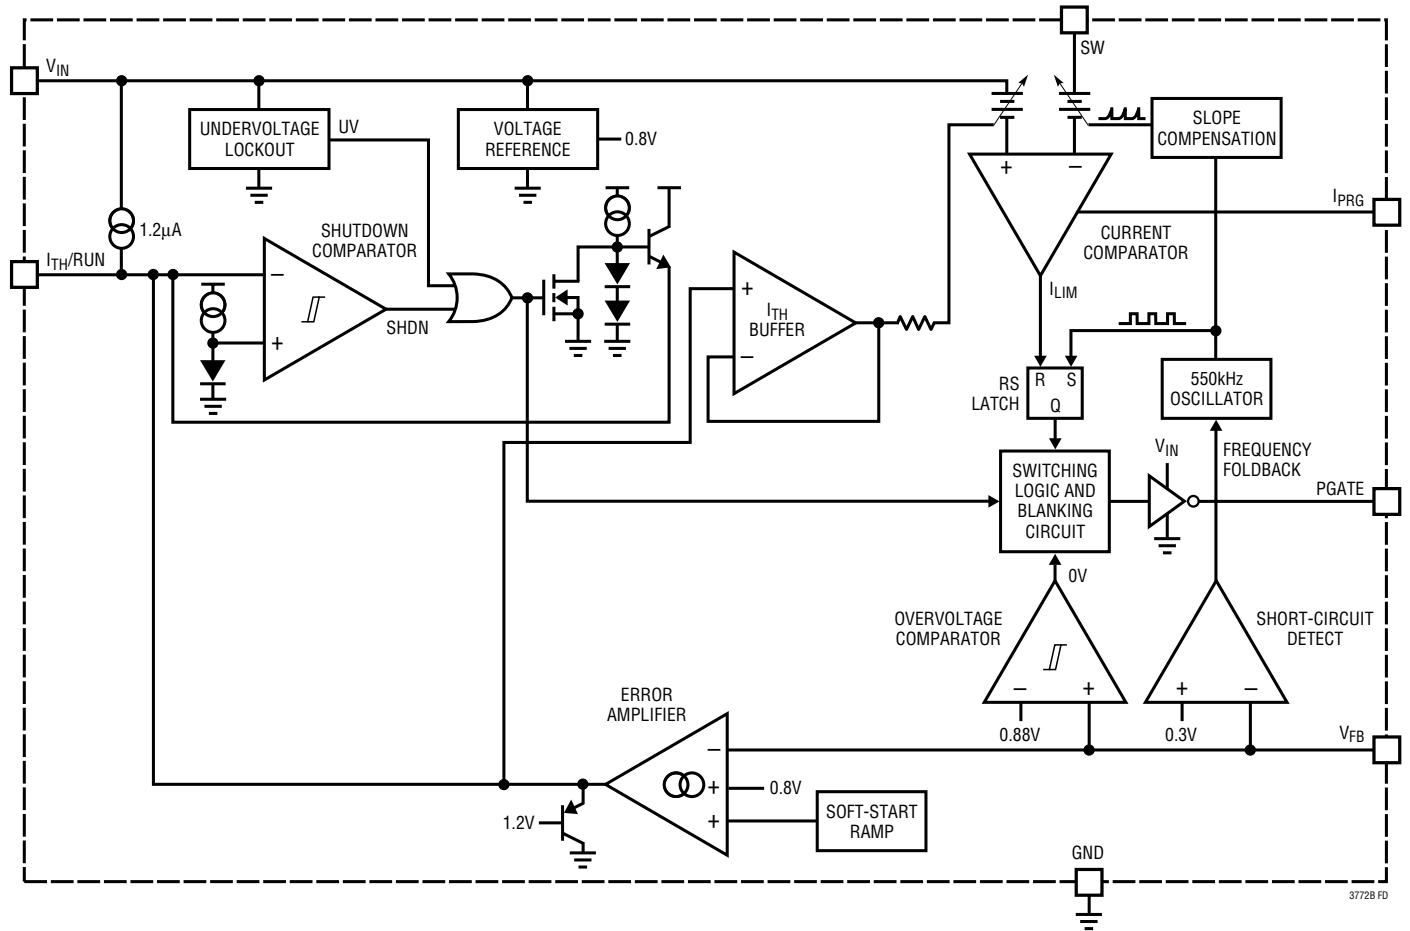 SW
VIN
UNDERVOLTAGE
LOCKOUT
UV
VOLTAGE
REFERENCE
0.8V
SLOPE
COMPENSATION
+
−
IPRG
1.2μA
SHUTDOWN
COMPARATOR
CURRENT
COMPARATOR
ITH/RUN
−
+
SHDN
+
ITH
BUFFER
−
ILIM
RS
LATCH
R S
Q
550kHz
OSCILLATOR
FREQUENCY
FOLDBACK
VIN
SWITCHING
LOGIC AND
BLANKING
CIRCUIT
PGATE
0V
OVERVOLTAGE
COMPARATOR
SHORT-CIRCUIT
DETECT
−
+
+
−
0.88V
0.3V
VFB
ERROR
AMPLIFIER
−
+
0.8V
+
SOFT-START
RAMP
1.2V
GND
3772B FD